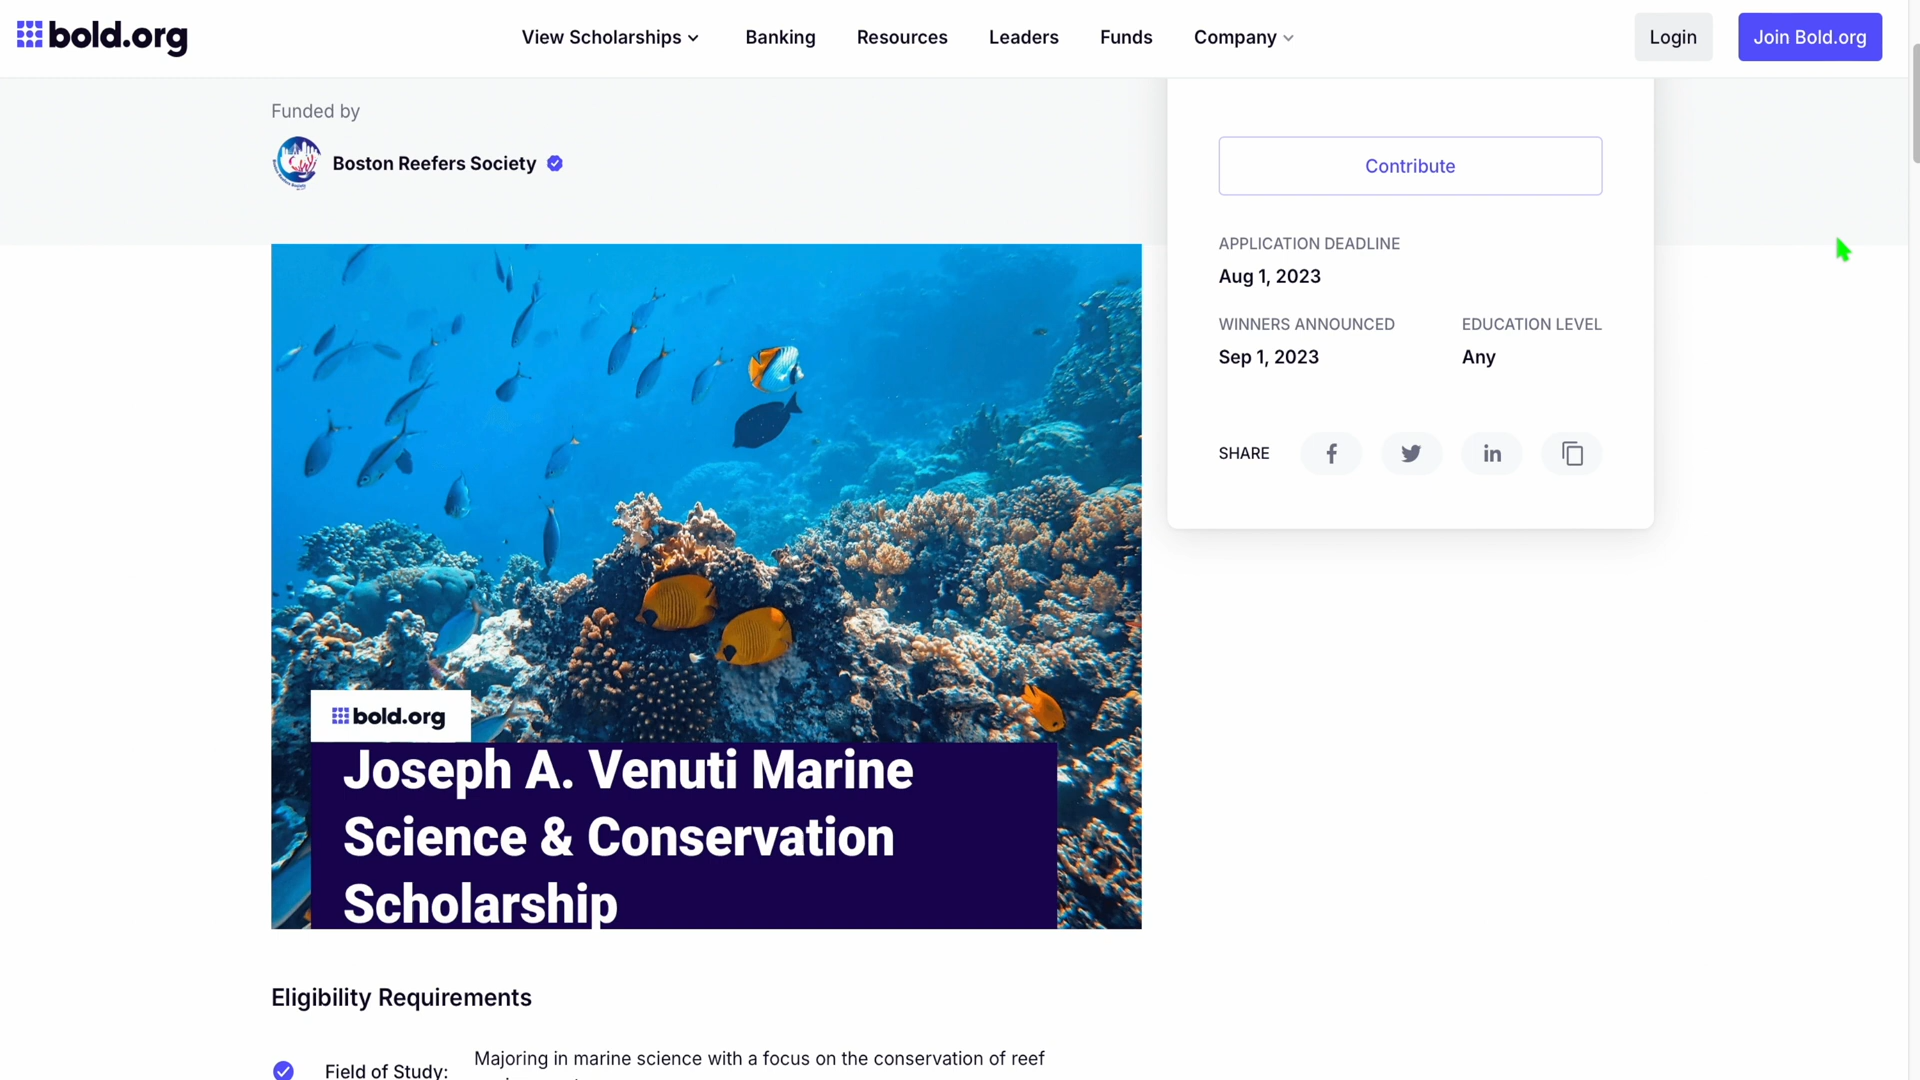 bold.org
View Scholarships
Banking
Resources
Leaders
Funds
Company
Login
Join Bold.org
Funded by
Boston Reefers Society
Contribute
APPLICATION DEADLINE
Aug 1, 2023
WINNERS ANNOUNCED
Sep 1, 2023
EDUCATION LEVEL
Any
SHARE
bold.org
Joseph A. Venuti Marine
Science & Conservation
Scholarship
Eligibility Requirements
Field of Study:
Majoring in marine science with a focus on the conservation of reef